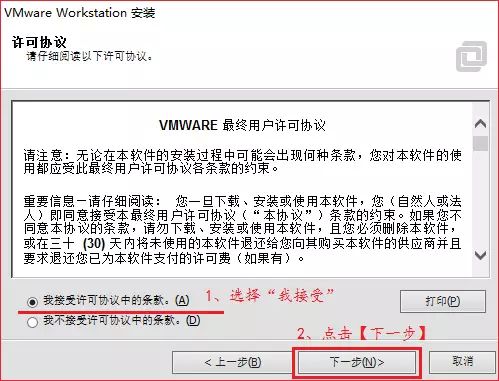 VMware Workstation 安装
许可协议
请仔细阅读以下许可协议。
VMWARE 最终用户许可协议
请注意：无论在本软件的安装过程中可能会出现何种条款，您对本软件的使
用都应受此最终用户许可协议各条款的约束。
重要信息—请仔细阅读： 您一旦下载、安装或使用本软件，您（自然人或法
人）即同意接受本最终用户许可协议（“本协议”）条款的约束。如果您不
同意本协议的条款，请勿下载、安装或使用本软件，且您必须删除本软件，
或在三十 (30) 天内将未使用的本软件退还给您向其购买本软件的供应商并且
要求退还您已为本软件支付的许可费（如果有）。
我接受许可协议中的条款。(A)
1、选择“我接受”
打印(P)
我不接受许可协议中的条款。(D)
2、点击【下一步】
< 上一步(B)
下一步(N)>
取消